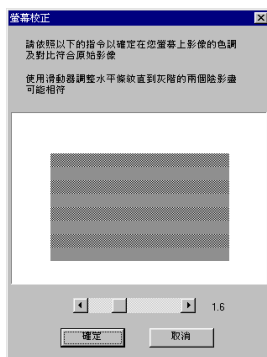 螢幕校正
請依照以下的指令以確定在您螢幕上影像的色調
及對比符合原始影像
使用滑動器調整水平條紋直到灰階的兩個陰影盡
可能相符
1.6
確定
取消